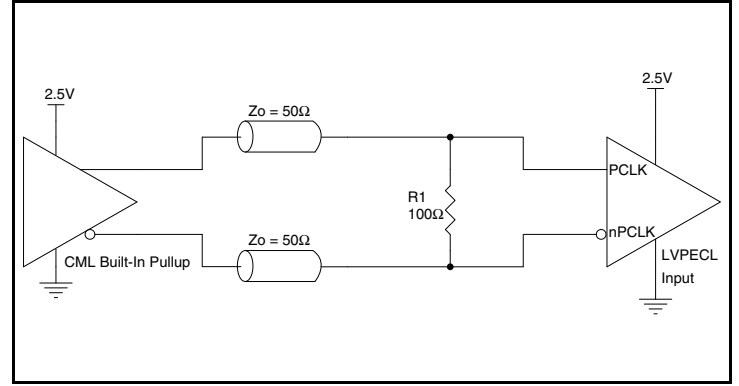 2.5V
Zo = 50Ω
2.5V
PCLK
R1
100Ω
nPCLK
Zo = 50Ω
CML Built-In Pullup
LVPECL
Input